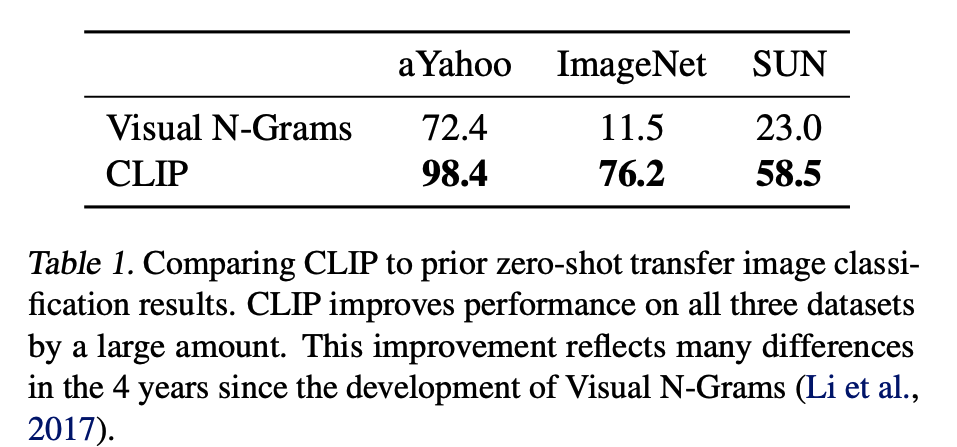 aYahoo ImageNet SUN
Visual N-Grams 72.4 11.5 23.0
CLIP 98.4 76.2 58.5
Table 1. Comparing CLIP to prior zero-shot transfer image classi-
fication results. CLIP improves performance on all three datasets
by a large amount. This improvement reflects many differences
in the 4 years since the development of Visual N-Grams (Li et al.,
2017).